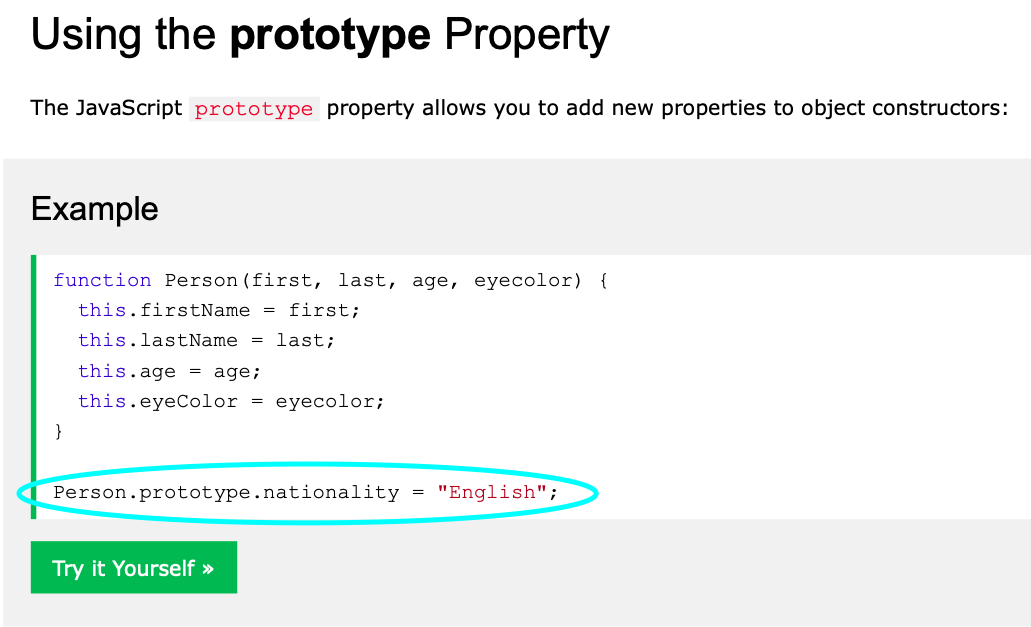 Using the prototype Property
The JavaScript prototype property allows you to add new properties to object constructors:
Example
function Person(first, last, age, eyecolor) {
  this.firstName = first;
  this.lastName = last;
  this.age = age;
  this.eyeColor = eyecolor;
}
Person.prototype.nationality = "English";
Try it Yourself »